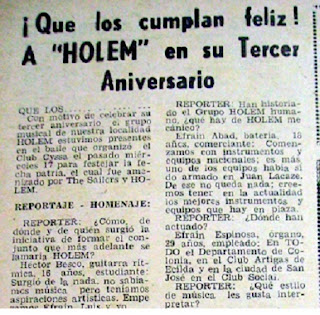 ¡ Que los cumplan feliz !
A "HOLEM" en su Tercer
Aniversario
QUE LOS
Con motivo de celebrar su
tercer aniversario el grupo
musical de nuestra localidad
HOLEM estuvimos presentes
en el baile que organizó el
Club Cyssa el pasado miér
coles 17 para festejar la fe
cha patria, el cual fue ame
nizado por The Sailers y HO
LEM.
REPORTAJE - HOMENAJE:
REPORTER: ¿Cómo, de
donde y de quién surgió la
iniciativa de formar el con
junto que más adelante se
llamaría HOLEM?
Hector Besco, guitarra rít
mica, 16 años, estudiante:
Surgió de la nada, no sabía-
mos música pero teníamos
aspiraciones artísticas. Empe
zamos Erwin Luis y un
REPORTER: Han historia
do el Grupo HOLEM huma
no, ¿qué hay de HOLEM me
cánico?
Efraín Abad, batería, 18
años, comerciante: Comen
zamos con instrumentos y
equipos nacionales; es más
uno de los equipos había si
do armado en Juan Lacaze.
De ese no queda nada; cree
mos tener en la actualidad
los mejores instrumentos y
equipos que hay en plaza.
REPORTER: ¿Dónde han
actuado?
Efraín Espinosa, órgano,
29 años, empleado: En TO-
DO el Departamento de Co
lonia, en el Club Artigas de
Ecilda y en la ciudad de San
José en el Club Social.
REPORTER: ¿Qué estilo
de música les gusta inter-
pretar?